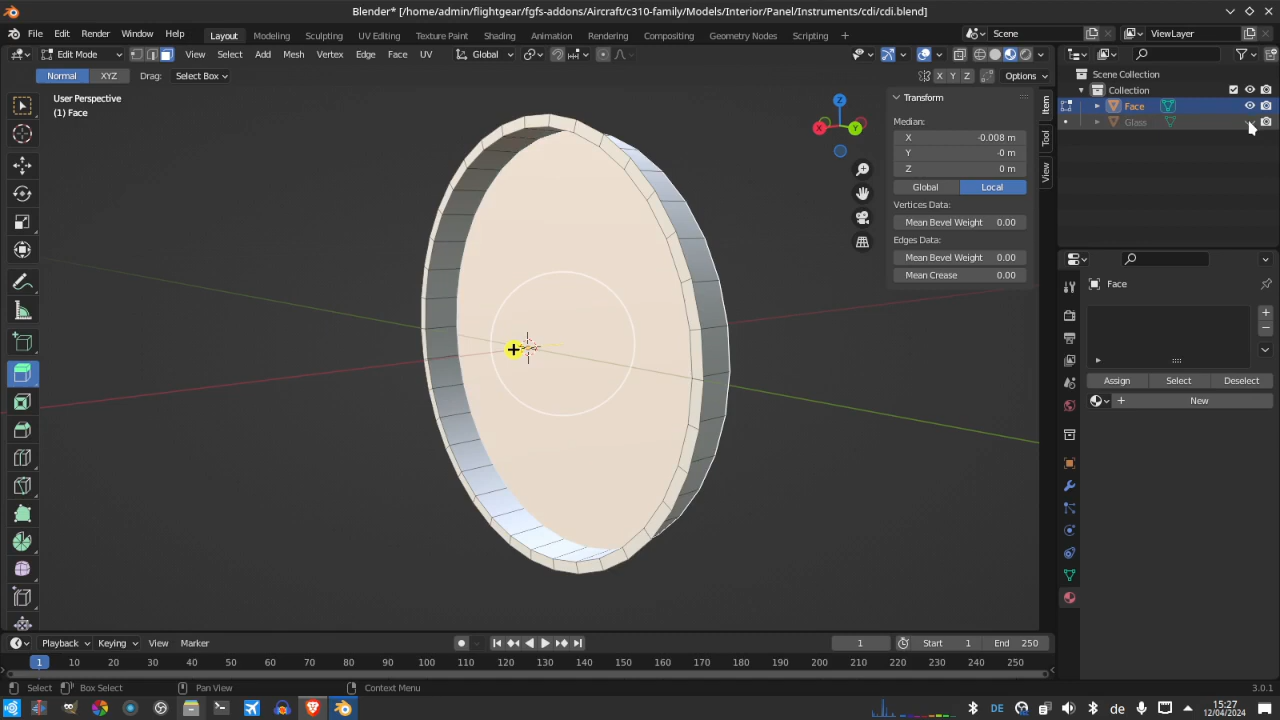 Blender* [/home/admin/flightgear/fgfs-addons/Aircraft/c310-family/Models/Interior/Panel/Instruments/cdi/cdi.blend]
File Edit Render Window Help Layout Modeling Sculpting UV Editing Texture Paint Shading Animation Rendering Compositing Geometry Nodes Scripting + Scene ViewLayer
Edit Mode View Select Add Mesh Vertex Edge Face UV Global
Normal XYZ Drag: Select Box X Y Z Options
User Perspective
(1) Face
Z
X
Y
Transform
Median:
X -0.008 m
Y -0 m
Z 0 m
Global Local
Vertices Data:
Mean Bevel Weight 0.00
Edges Data:
Mean Bevel Weight 0.00
Mean Crease 0.00
Item
Tool
View
Scene Collection
Collection
Face
Glass
Face
Assign Select Deselect
New
Playback Keying View Marker 1 Start 1 End 250
1 10 20 30 40 50 60 70 80 90 100 110 120 130 140 150 160 170 180 190 200 210 220 230 240 250
Select Box Select Pan View Context Menu 3.0.1
DE de 15:27
12/04/2024